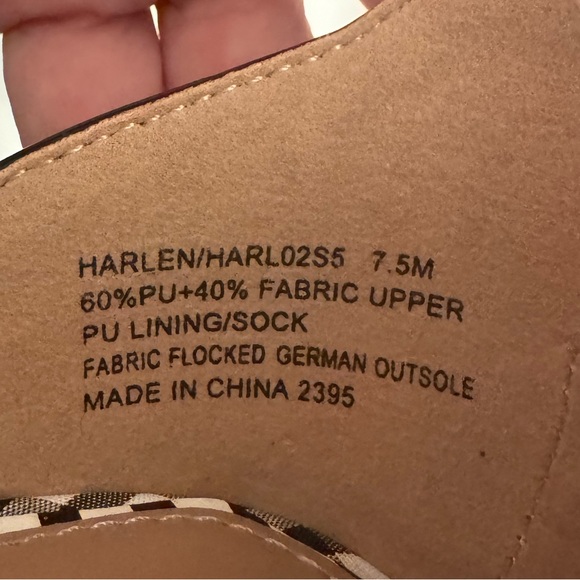 HARLEN/HARL02S5 7.5M
60%PU+40% FABRIC UPPER
PU LINING/SOCK
FABRIC FLOCKED GERMAN OUTSOLE
MADE IN CHINA 2395